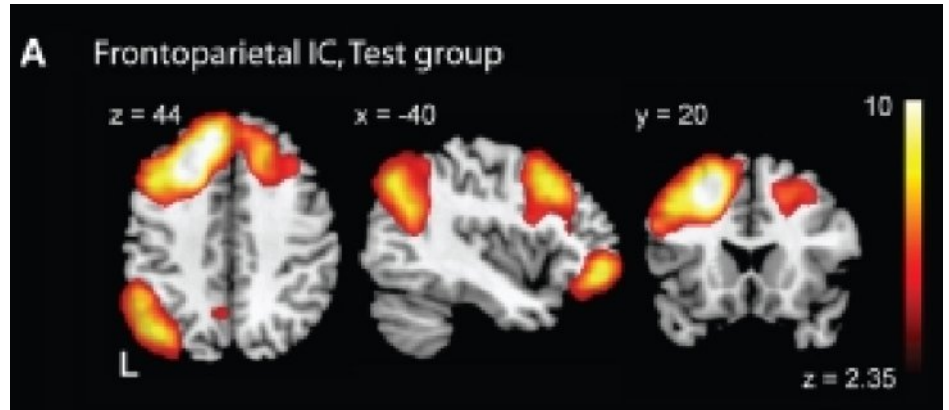 A Frontoparietal IC, Test group
z = 44 x = -40 y = 20 10
L
z = 2.35